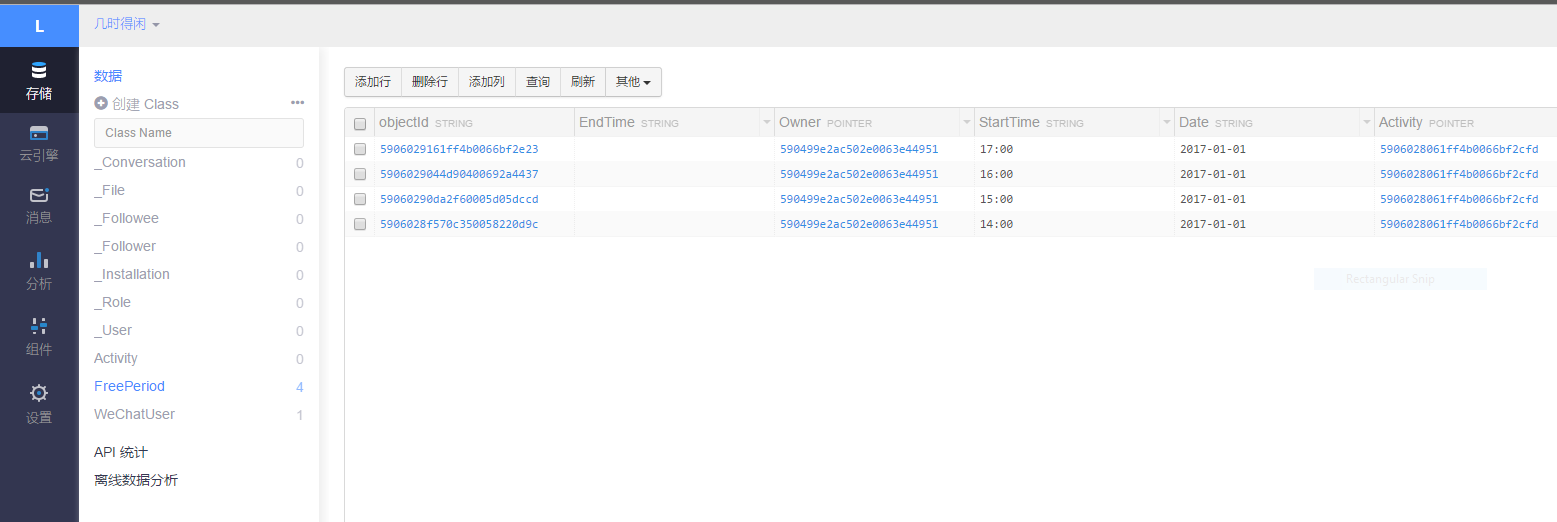 L
几时得闲
存储
云引擎
消息
分析
组件
设置
数据
创建 Class
Class Name
_Conversation 0
_File 0
_Followee 0
_Follower 0
_Installation 0
_Role 0
_User 0
Activity 0
FreePeriod 4
WeChatUser 1
API 统计
离线数据分析
添加行 删除行 添加列 查询 刷新 其他
objectId STRING EndTime STRING Owner POINTER StartTime STRING Date STRING Activity POINTER
5906029161ff4b0066bf2e23 590499e2ac502e0063e44951 17:00 2017-01-01 5906028061ff4b0066bf2cfd
5906029044d90400692a4437 590499e2ac502e0063e44951 16:00 2017-01-01 5906028061ff4b0066bf2cfd
59060290da2f60005d05dccd 590499e2ac502e0063e44951 15:00 2017-01-01 5906028061ff4b0066bf2cfd
5906028f570c350058220d9c 590499e2ac502e0063e44951 14:00 2017-01-01 5906028061ff4b0066bf2cfd
Rectangular Snip